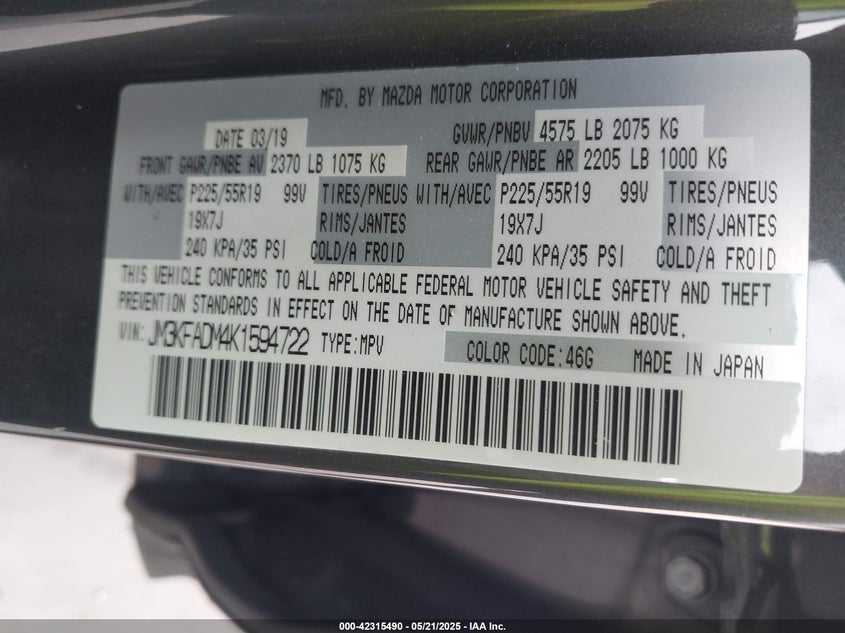 MFD. BY MAZDA MOTOR CORPORATION
DATE 03/19 GVWR/PNBV 4575 LB 2075 KG
FRONT GAWR/PNBE AV 2370 LB 1075 KG REAR GAWR/PNBE AR 2205 LB 1000 KG
WITH/AVEC P225/55R19 99V TIRES/PNEUS WITH/AVEC P225/55R19 99V TIRES/PNEUS
19X7J RIMS/JANTES 19X7J RIMS/JANTES
240 KPA/35 PSI COLD/A FROID 240 KPA/35 PSI COLD/A FROID
THIS VEHICLE CONFORMS TO ALL APPLICABLE FEDERAL MOTOR VEHICLE SAFETY AND THEFT
PREVENTION STANDARDS IN EFFECT ON THE DATE OF MANUFACTURE SHOWN ABOVE.
VIN: JM3KFADM4K1594722 TYPE:MPV COLOR CODE:46G MADE IN JAPAN
000-42315490 - 05/21/2025 - IAA Inc.